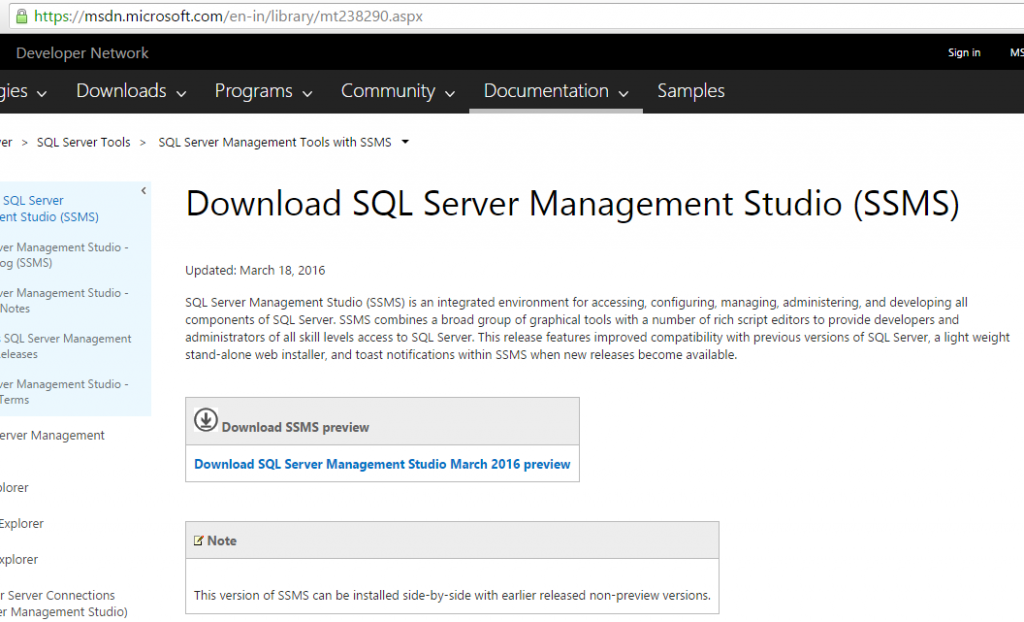 https://msdn.microsoft.com/en-in/library/mt238290.aspx
Developer Network
Sign in
gies Downloads Programs Community Documentation Samples
er > SQL Server Tools > SQL Server Management Tools with SSMS
SQL Server
ent Studio (SSMS)
ver Management Studio -
og (SSMS)
ver Management Studio -
Notes
SQL Server Management
eleases
ver Management Studio -
Terms
erver Management
plorer
Explorer
xplorer
r Server Connections
er Management Studio)
Download SQL Server Management Studio (SSMS)
Updated: March 18, 2016
SQL Server Management Studio (SSMS) is an integrated environment for accessing, configuring, managing, administering, and developing all
components of SQL Server. SSMS combines a broad group of graphical tools with a number of rich script editors to provide developers and
administrators of all skill levels access to SQL Server. This release features improved compatibility with previous versions of SQL Server, a light weight
stand-alone web installer, and toast notifications within SSMS when new releases become available.
Download SSMS preview
Download SQL Server Management Studio March 2016 preview
Note
This version of SSMS can be installed side-by-side with earlier released non-preview versions.